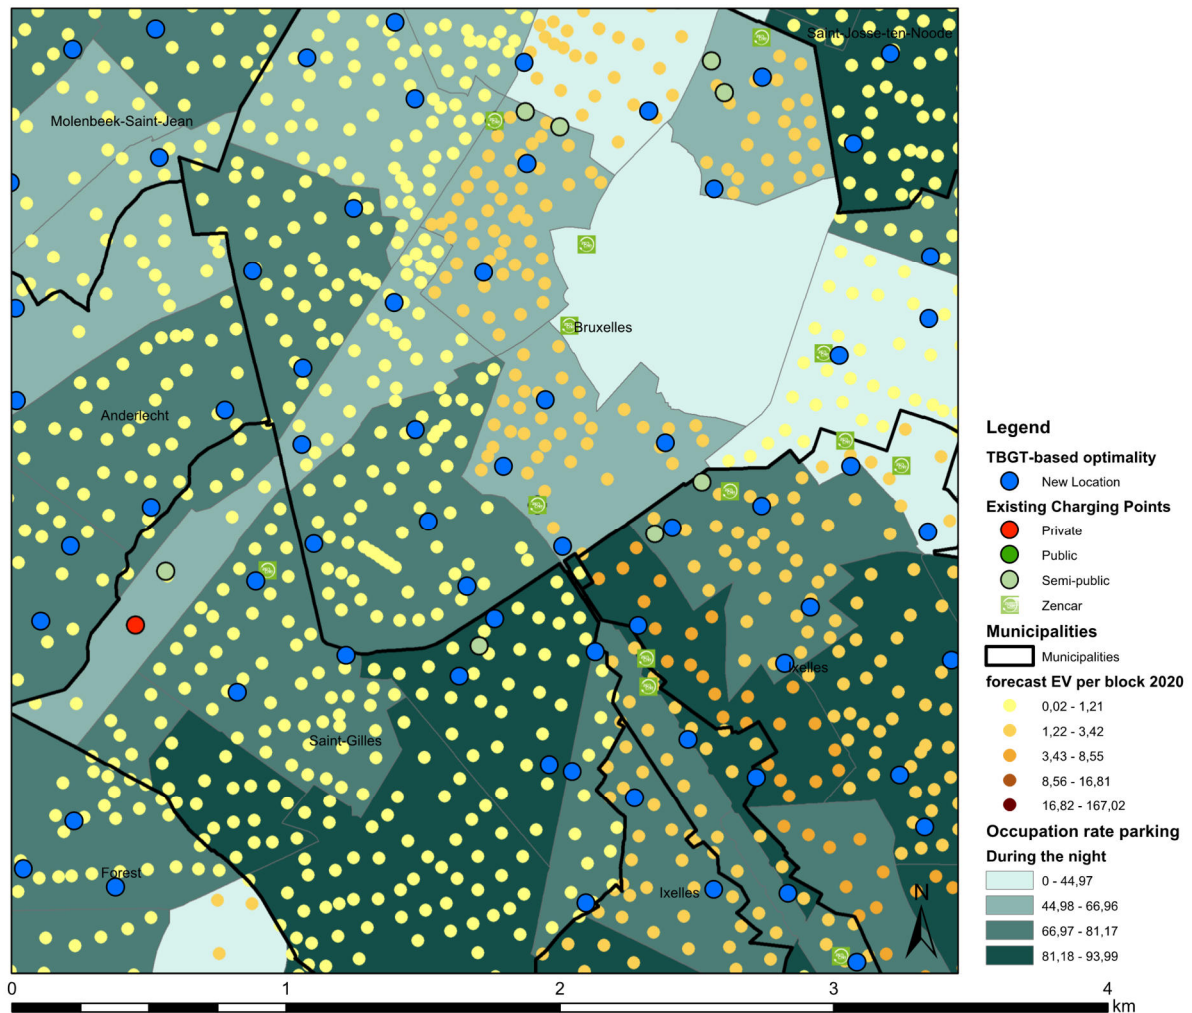 Saint-Josse-ten-Noode
Molenbeek-Saint-Jean
Bruxelles
Anderlecht
Ixelles
Saint-Gilles
Forest
Ixelles
N
0
1
2
3
4
km
Legend
TBGT-based optimality
New Location
Existing Charging Points
Private
Public
Semi-public
Zencar
Municipalities
Municipalities
forecast EV per block 2020
0,02 - 1,21
1,22 - 3,42
3,43 - 8,55
8,56 - 16,81
16,82 - 167,02
Occupation rate parking
During the night
0 - 44,97
44,98 - 66,96
66,97 - 81,17
81,18 - 93,99